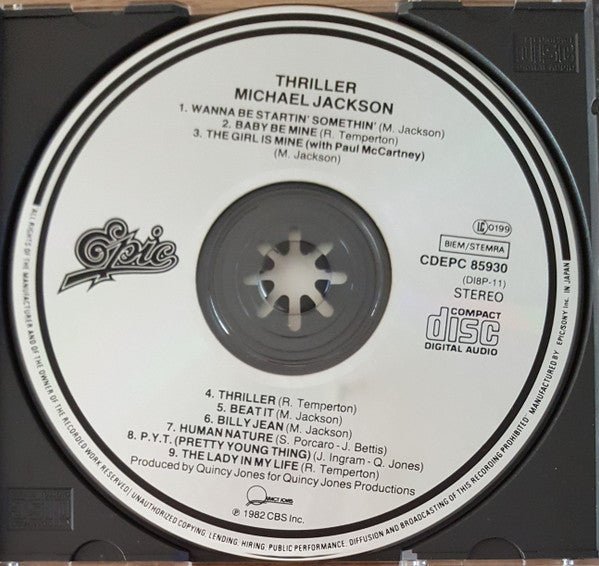 THRILLER
MICHAEL JACKSON
1. WANNA BE STARTIN' SOMETHIN' (M. Jackson)
2. BABY BE MINE (R. Temperton)
3. THE GIRL IS MINE (with Paul McCartney)
(M. Jackson)
Epic
LC 0199
BIEM/STEMRA
CDEPC 85930
(DI8P-11)
STEREO
COMPACT
disc
DIGITAL AUDIO
4. THRILLER (R. Temperton)
5. BEAT IT (M. Jackson)
6. BILLY JEAN (M. Jackson)
7. HUMAN NATURE (S. Porcaro - J. Bettis)
8. P.Y.T. (PRETTY YOUNG THING) (J. Ingram - Q. Jones)
9. THE LADY IN MY LIFE (R. Temperton)
Produced by Quincy Jones for Quincy Jones Productions
QUINCY JONES
℗ 1982 CBS Inc.
ALL RIGHTS OF THE MANUFACTURER AND OF THE OWNER OF THE RECORDED WORK RESERVED! UNAUTHORIZED COPYING, LENDING, HIRING, PUBLIC PERFORMANCE, DIFFUSION AND BROADCASTING OF THIS RECORDING PROHIBITED. MANUFACTURED BY EPIC/SONY Inc. IN JAPAN